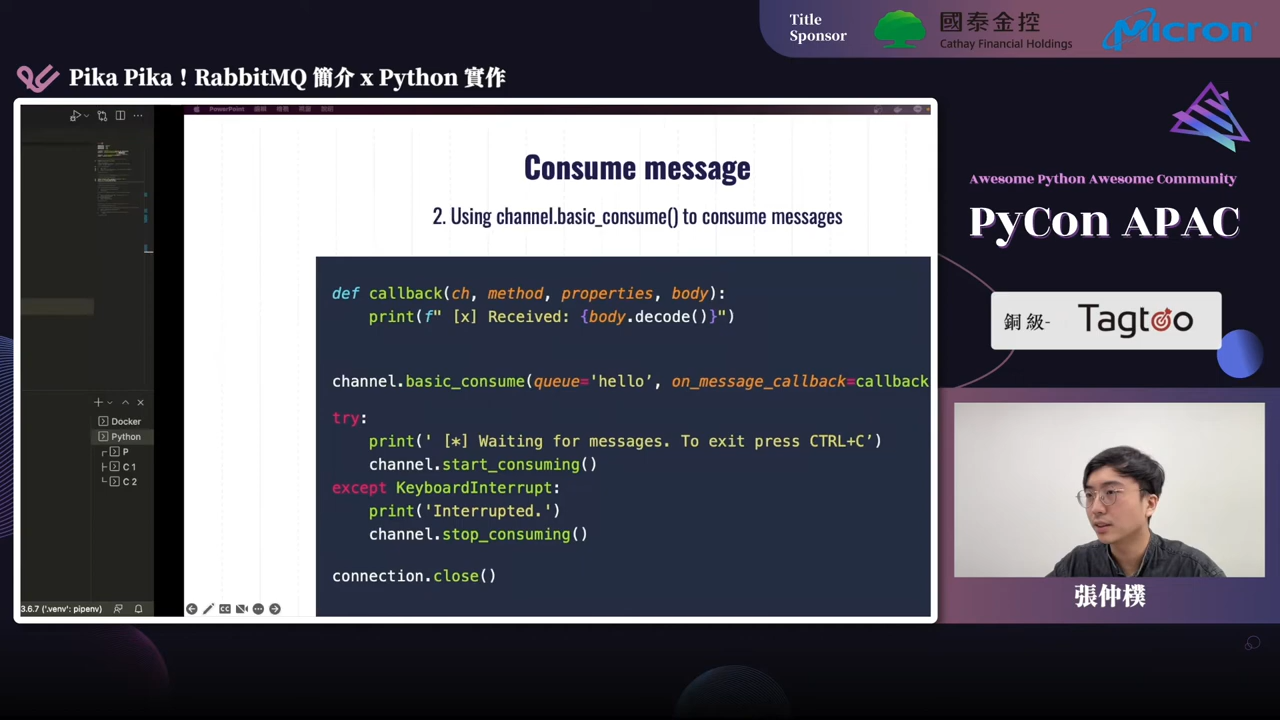 Title
Sponsor
國泰金控
Cathay Financial Holdings
Micron
Pika Pika！RabbitMQ 簡介 x Python 實作
PowerPoint
Consume message
2. Using channel.basic_consume() to consume messages
def callback(ch, method, properties, body):
print(f" [x] Received: {body.decode()}")
channel.basic_consume(queue='hello’, on_message_callback=callback
try:
print(' [*] Waiting for messages. To exit press CTRL+C’)
channel.start_consuming()
except KeyboardInterrupt:
print('Interrupted.')
channel.stop_consuming()
connection.close()
Docker
Python
P
C 1
C 2
3.6.7 ('.venv': pipenv)
CC
Awesome Python Awesome Community
PyCon APAC
銅級-
Tagtoo
張仲樸